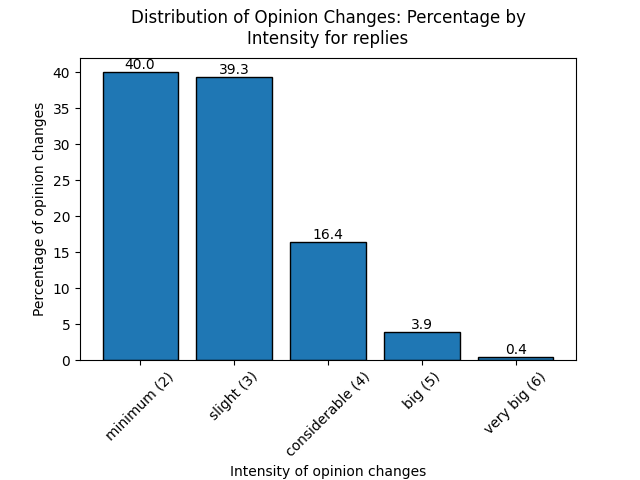 Distribution of Opinion Changes: Percentage by
Intensity for replies
Percentage of opinion changes
40
35
30
25
20
15
10
5
0
40.0
39.3
16.4
3.9
0.4
minimum (2)
slight (3)
considerable (4)
big (5)
very big (6)
Intensity of opinion changes